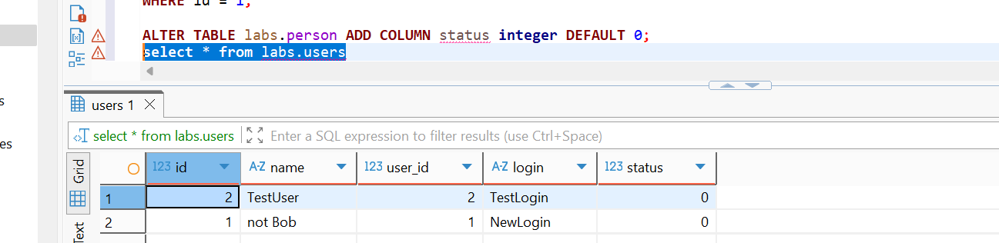 WHERE id = 1;
ALTER TABLE labs.person ADD COLUMN status integer DEFAULT 0;
select * from labs.users
s
es
users 1
select * from labs.users Enter a SQL expression to filter results (use Ctrl+Space)
Grid
Text
123 id A-Z name 123 user_id A-Z login 123 status
1 2 TestUser 2 TestLogin 0
2 1 not Bob 1 NewLogin 0